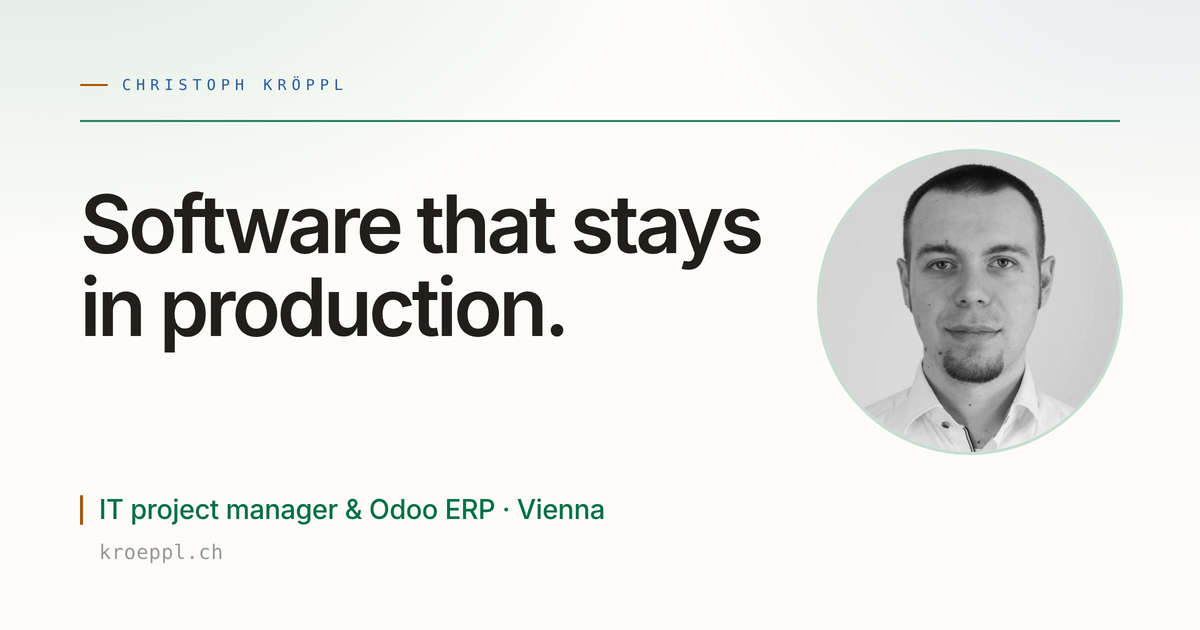 CHRISTOPH KRÖPPL
Software that stays
in production.
IT project manager & Odoo ERP · Vienna
kroeppl.ch